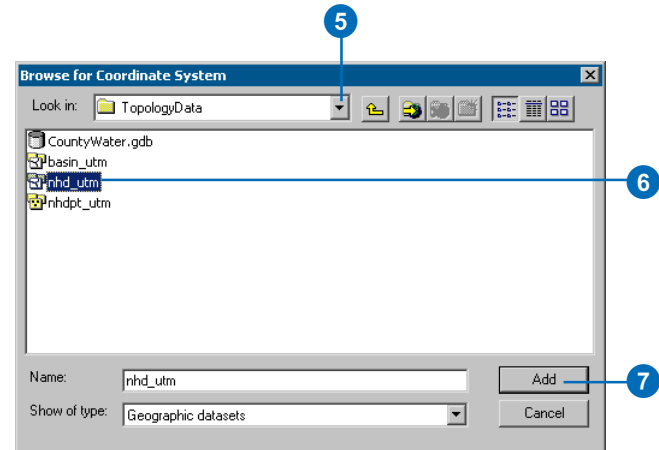 5
Browse for Coordinate System
Look in: TopologyData
CountyWater.gdb
basin_utm
nhd_utm
6
nhdpt_utm
Name: nhd_utm Add
7
Show of type: Geographic datasets Cancel